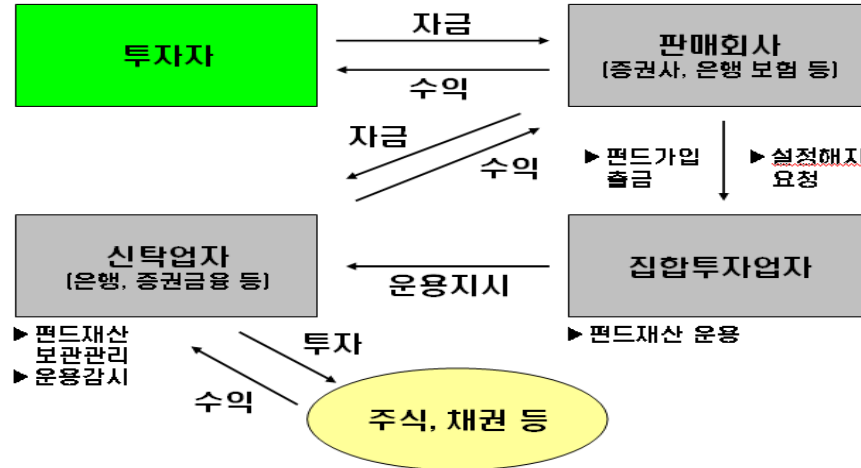 투자자
자금
수익
판매회사
(증권사, 은행 보험 등)
자금
수익
▶ 펀드가입
출금
▶ 설정해지
요청
신탁업자
(은행, 증권금융 등)
운용지시
집합투자업자
▶ 펀드재산
보관관리
▶ 운용감시
▶ 펀드재산 운용
투자
수익
주식, 채권 등